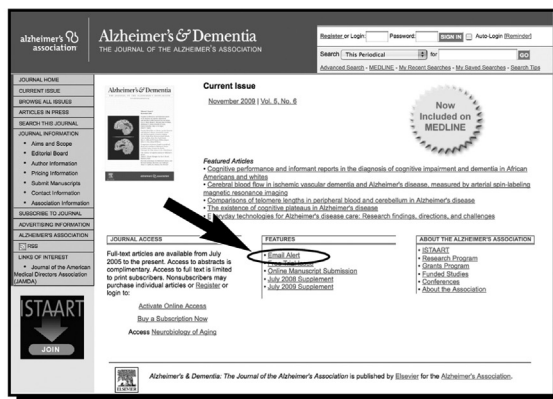 alzheimer's association
Alzheimer's & Dementia
THE JOURNAL OF THE ALZHEIMER'S ASSOCIATION
Register or Login: Password: SIGN IN Auto-Login [Reminder]
Search This Periodical for GO
Advanced Search - MEDLINE - My Recent Searches - My Saved Searches - Search Tips
JOURNAL HOME
CURRENT ISSUE
BROWSE ALL ISSUES
ARTICLES IN PRESS
SEARCH THIS JOURNAL
JOURNAL INFORMATION
• Aims and Scope
• Editorial Board
• Author Information
• Pricing Information
• Submit Manuscripts
• Contact Information
• Association Information
SUBSCRIBE TO JOURNAL
ADVERTISING INFORMATION
ALZHEIMER'S ASSOCIATION
RSS
LINKS OF INTEREST
• Journal of the American
Medical Directors Association
(JAMDA)
ISTAART
JOIN
Alzheimer's & Dementia
Current Issue
November 2009 | Vol. 5, No. 6
Now
Included on
MEDLINE
Featured Articles
• Cognitive performance and informant reports in the diagnosis of cognitive impairment and dementia in African
Americans and whites
• Cerebral blood flow in ischemic vascular dementia and Alzheimer's disease, measured by arterial spin-labeling
magnetic resonance imaging
• Comparisons of telomere lengths in peripheral blood and cerebellum in Alzheimer's disease
• The existence of cognitive plateaus in Alzheimer's disease
• Everyday technologies for Alzheimer's disease care: Research findings, directions, and challenges
JOURNAL ACCESS
Full-text articles are available from July
2005 to the present. Access to abstracts is
complimentary. Access to full text is limited
to print subscribers. Nonsubscribers may
purchase individual articles or Register or
login to:
Activate Online Access
Buy a Subscription Now
Access Neurobiology of Aging
FEATURES
• Email Alert
• Online Manuscript Submission
• July 2008 Supplement
• July 2009 Supplement
ABOUT THE ALZHEIMER'S ASSOCIATION
• ISTAART
• Research Program
• Grants Program
• Funded Studies
• Conferences
• About the Association
ELSEVIER
Alzheimer's & Dementia: The Journal of the Alzheimer's Association is published by Elsevier for the Alzheimer's Association.